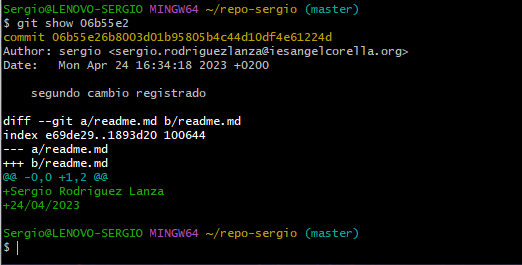 Sergio@LENOVO-SERGIO MINGW64 ~/repo-sergio (master)
$ git show 06b55e2
commit 06b55e26b8003d01b95805b4c44d10df4e61224d
Author: sergio <sergio.rodriguezlanza@iesangelcorella.org>
Date:   Mon Apr 24 16:34:18 2023 +0200

    segundo cambio registrado

diff --git a/readme.md b/readme.md
index e69de29..1893d20 100644
--- a/readme.md
+++ b/readme.md
@@ -0,0 +1,2 @@
+Sergio Rodriguez Lanza
+24/04/2023

Sergio@LENOVO-SERGIO MINGW64 ~/repo-sergio (master)
$